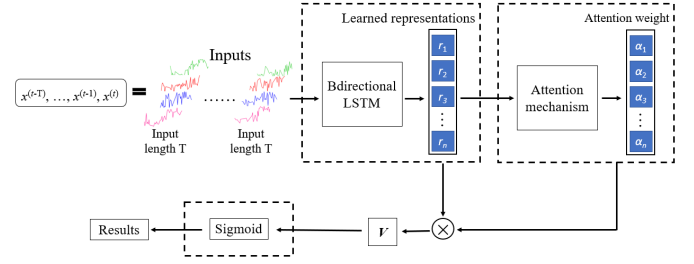 Learned representations
Attention weight
Inputs
x(t-T), …, x(t-1), x(t)
=
......
Input
length T
Input
length T
Bdirectional
LSTM
r1
r2
r3
⋮
rn
Attention
mechanism
α1
α2
α3
⋮
αn
Results
Sigmoid
V
×